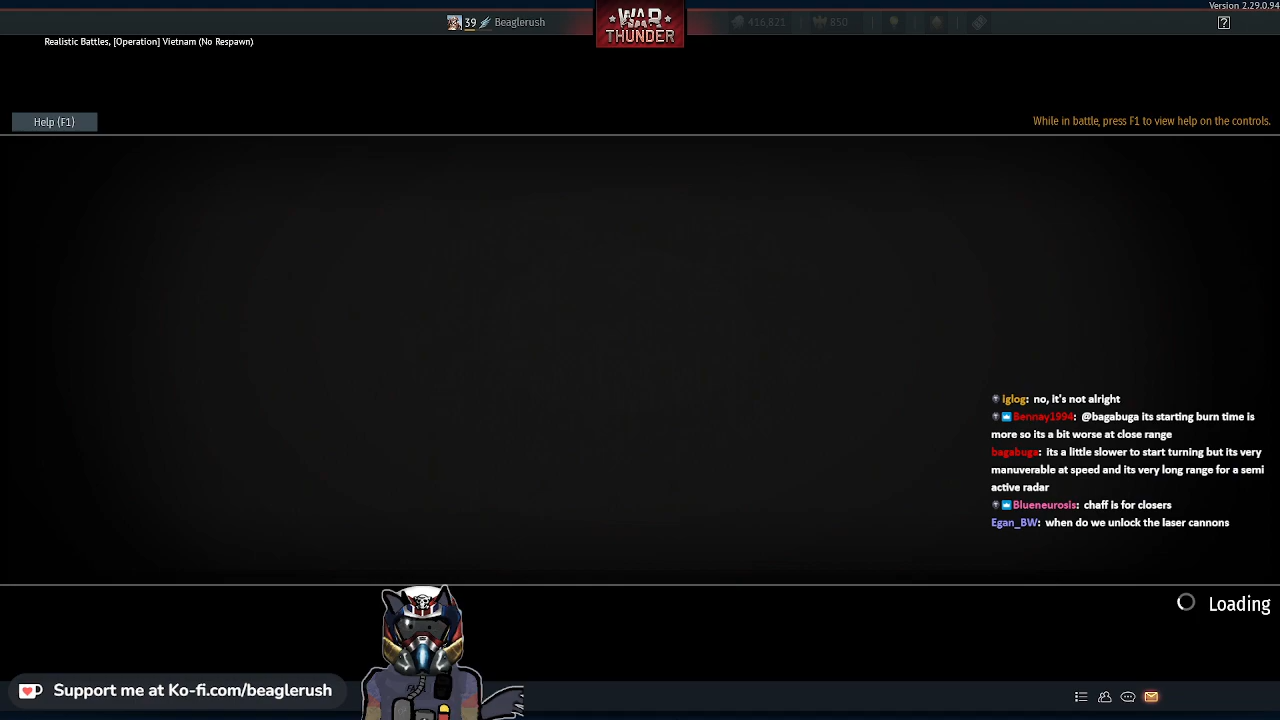 Version 2.29.0.94
39 Beaglerush
WAR
THUNDER
416,821
850
?
Realistic Battles, [Operation] Vietnam (No Respawn)
Help (F1)
While in battle, press F1 to view help on the controls.
iglog: no, it's not alright
Bennay1994: @bagabuga its starting burn time is
more so its a bit worse at close range
bagabuga: its a little slower to start turning but its very
manuverable at speed and its very long range for a semi
active radar
Blueneurosis: chaff is for closers
Egan_BW: when do we unlock the laser cannons
Loading
Support me at Ko-fi.com/beaglerush